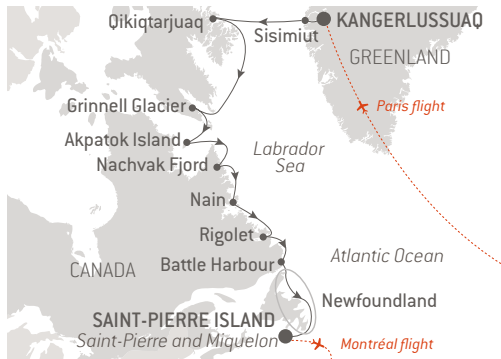 Qikiqtarjuaq
KANGERLUSSUAQ
Sisimiut
GREENLAND
Paris flight
Grinnell Glacier
Akpatok Island
Labrador
Sea
Nachvak Fjord
Nain
Rigolet
Atlantic Ocean
Battle Harbour
CANADA
Newfoundland
SAINT-PIERRE ISLAND
Saint-Pierre and Miquelon
Montréal flight